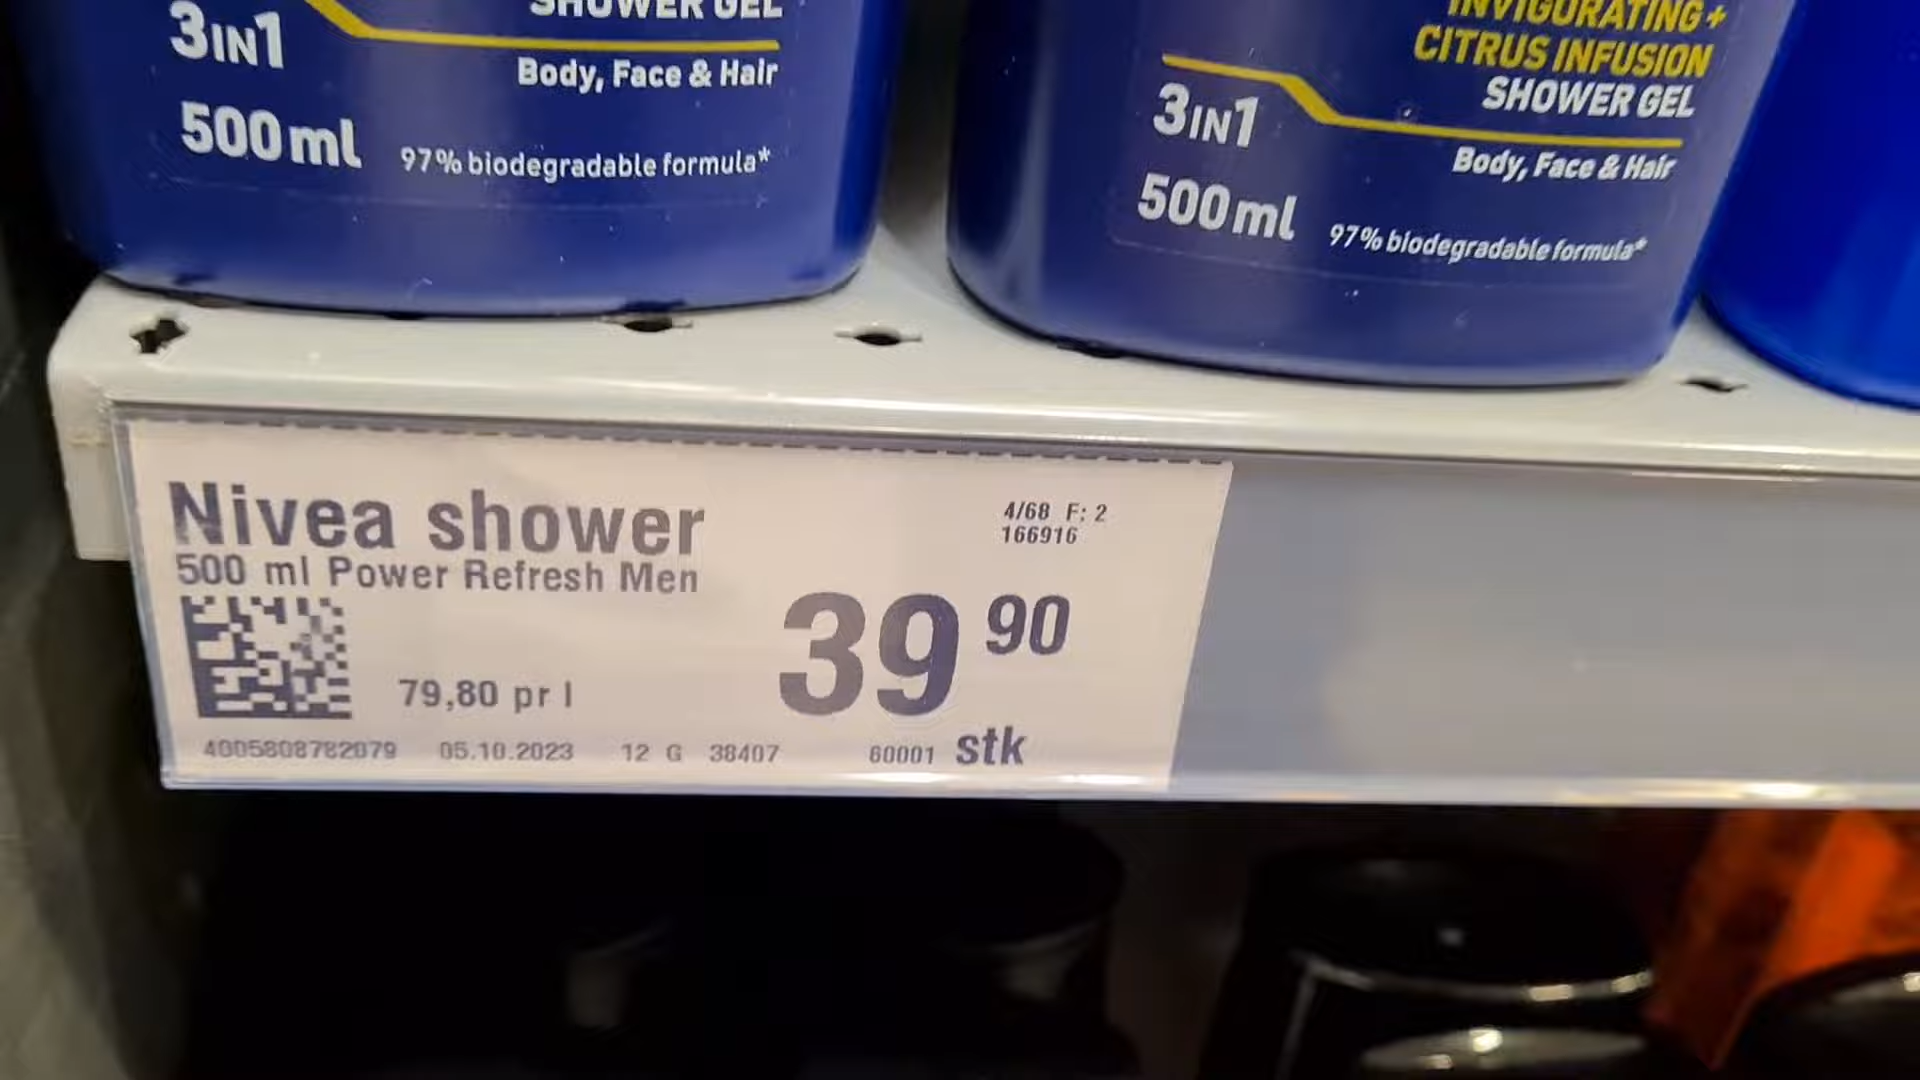 SHOWER GEL
3IN1
Body, Face & Hair
500 ml
97% biodegradable formula*
INVIGORATING +
CITRUS INFUSION
SHOWER GEL
3IN1
Body, Face & Hair
500 ml
97% biodegradable formula*
Nivea shower
500 ml Power Refresh Men
4/68 F: 2
166916
39 90
79,80 pr l
4005808782079 05.10.2023 12 G 38407 60001 stk